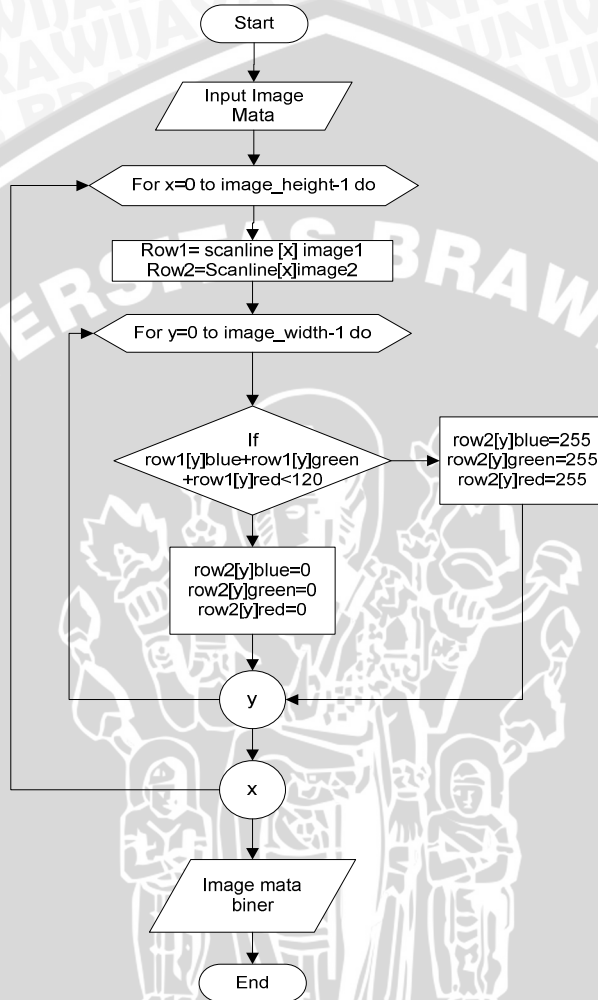 Start
Input Image
Mata
For x=0 to image_height-1 do
Row1= scanline [x] image1
Row2=Scanline[x]image2
For y=0 to image_width-1 do
If
row1[y]blue+row1[y]green
+row1[y]red<120
row2[y]blue=255
row2[y]green=255
row2[y]red=255
row2[y]blue=0
row2[y]green=0
row2[y]red=0
y
x
Image mata
biner
End